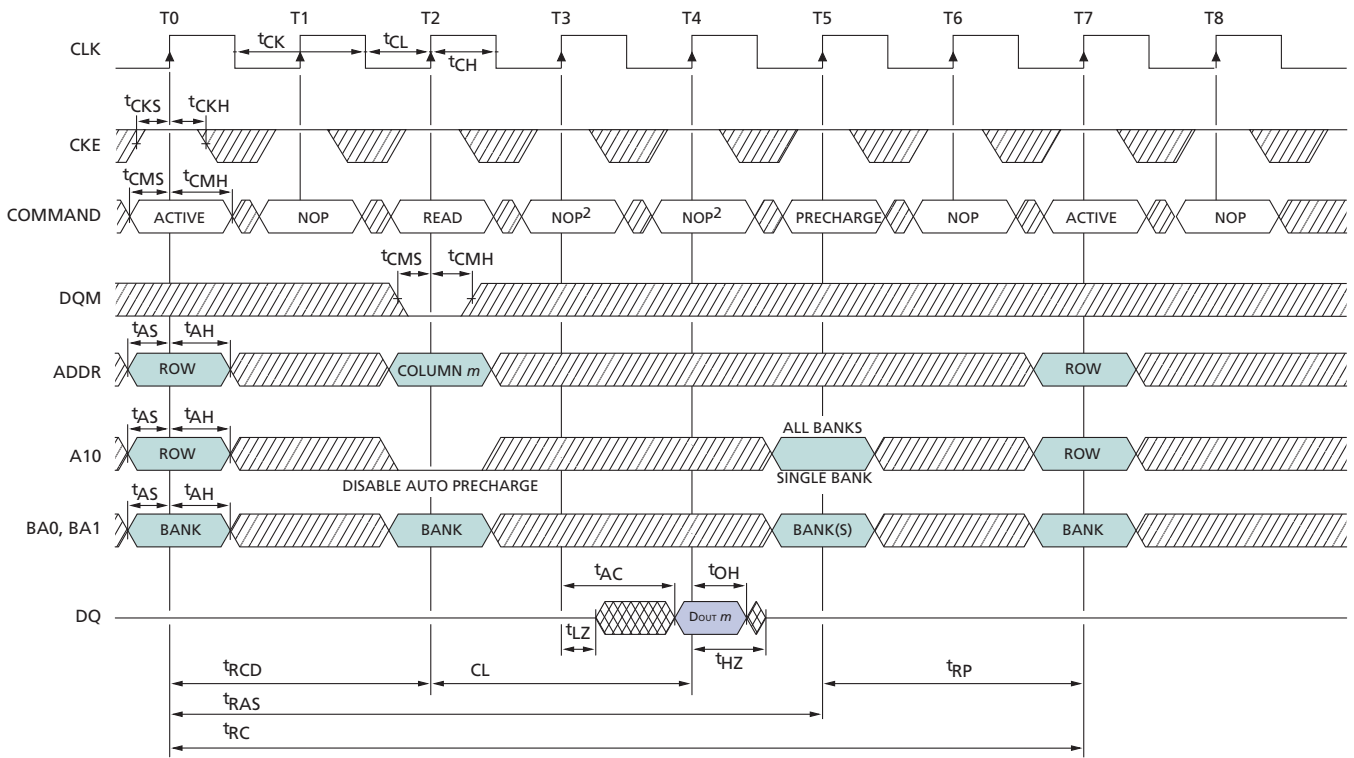 T0 T1 T2 T3 T4 T5 T6 T7 T8
CLK
tCK tCL
tCH
tCKS tCKH
CKE
tCMS tCMH
COMMAND ACTIVE NOP READ NOP2 NOP2 PRECHARGE NOP ACTIVE NOP
tCMS tCMH
DQM
tAS tAH
ADDR ROW COLUMN m ROW
tAS tAH
ALL BANKS
A10 ROW ROW
DISABLE AUTO PRECHARGE SINGLE BANK
tAS tAH
BA0, BA1 BANK BANK BANK(S) BANK
tAC tOH
DQ DOUT m
tLZ tHZ
tRCD CL tRP
tRAS
tRC